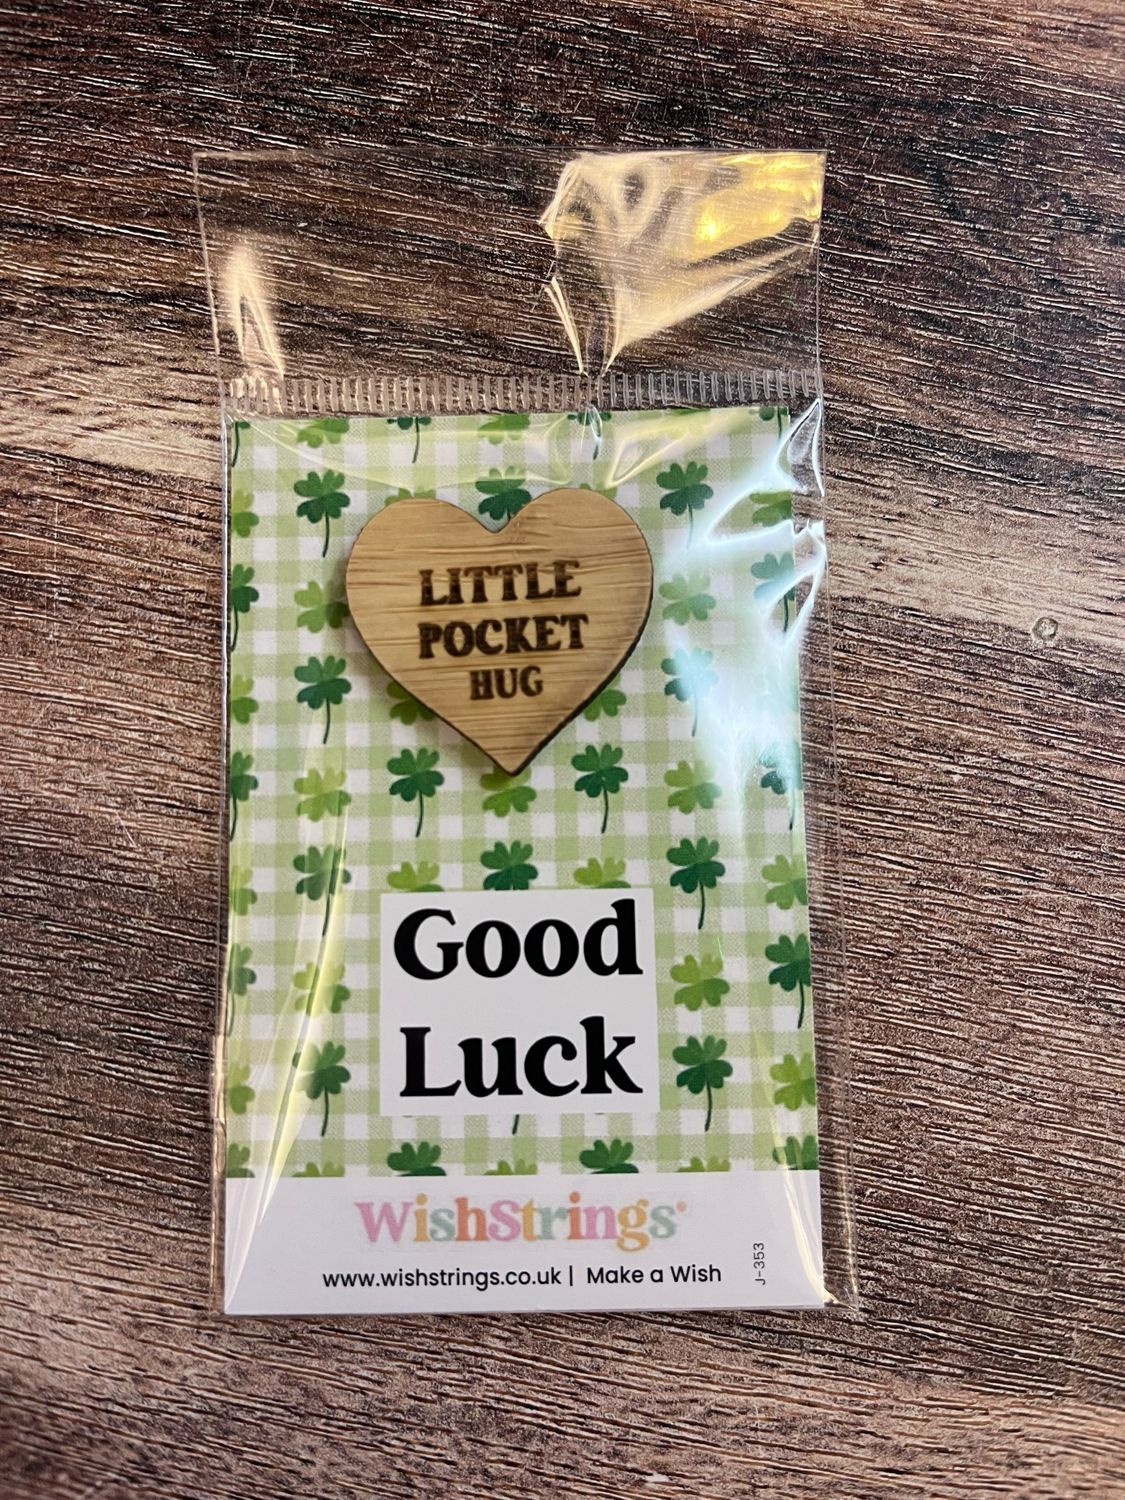 LITTLE
POCKET
HUG
Good
Luck
WishStrings®
www.wishstrings.co.uk | Make a Wish
J-353